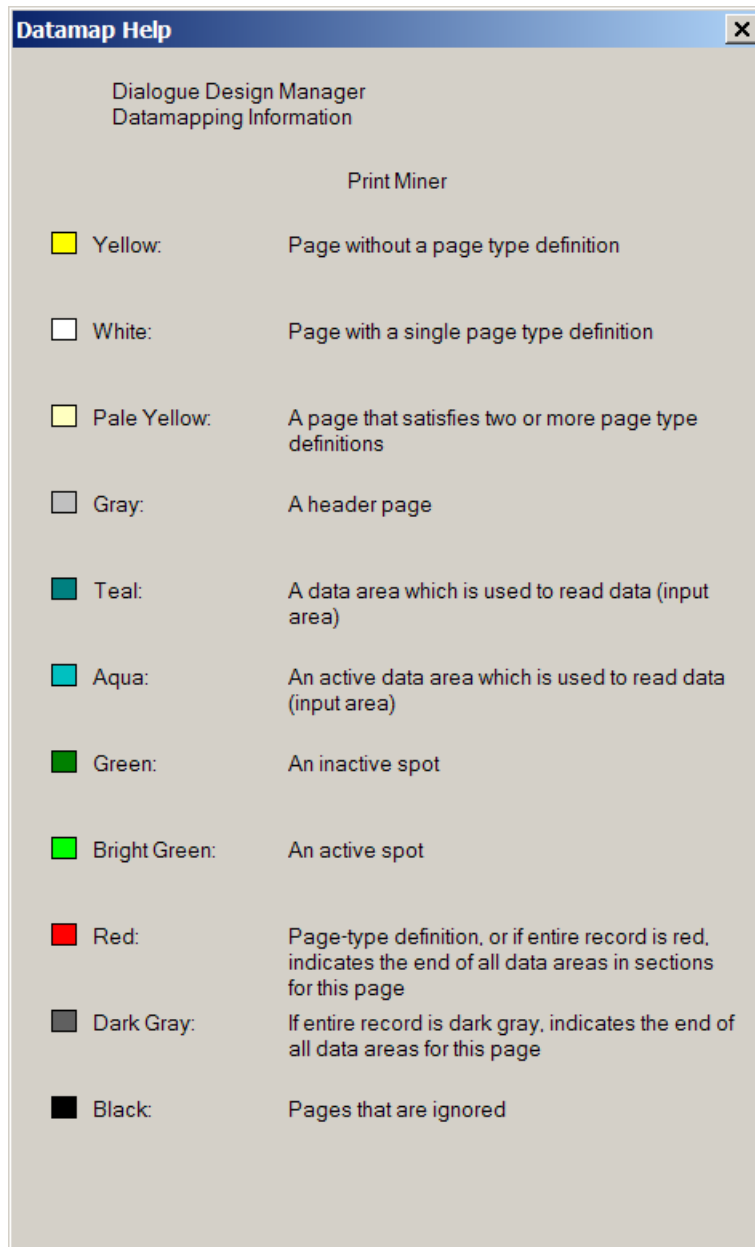 Datamap Help
Dialogue Design Manager
Datamapping Information
Print Miner
Yellow: Page without a page type definition
White: Page with a single page type definition
Pale Yellow: A page that satisfies two or more page type
definitions
Gray: A header page
Teal: A data area which is used to read data (input
area)
Aqua: An active data area which is used to read data
(input area)
Green: An inactive spot
Bright Green: An active spot
Red: Page-type definition, or if entire record is red,
indicates the end of all data areas in sections
for this page
Dark Gray: If entire record is dark gray, indicates the end of
all data areas for this page
Black: Pages that are ignored